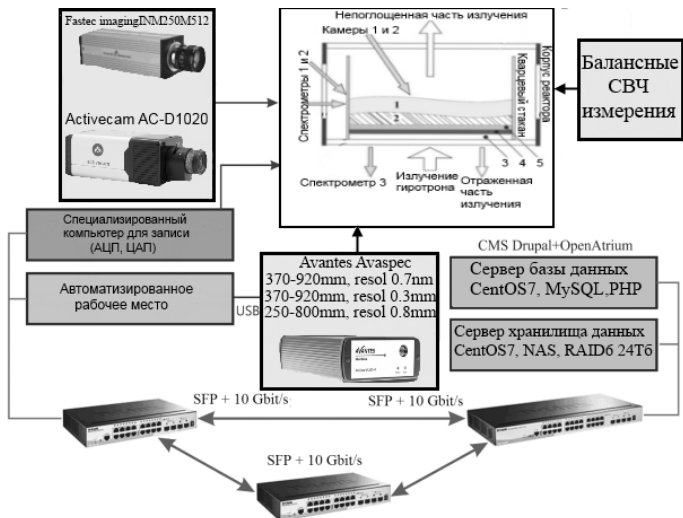 Fastec imagingINM250M512
Activecam AC-D1020
Непоглощенная часть излучения
Камеры 1 и 2
Спектрометры 1 и 2
Кварцевый стакан
Корпус реактора
1
2
3 4 5
Спектрометр 3
Излучение
гиротрона
Отраженная
часть
излучения
Балансные
СВЧ
измерения
Специализированный
компьютер для записи
(АЦП, ЦАП)
Автоматизированное
рабочее место
USB
Avantes Avaspec
370-920mm, resol 0.7nm
370-920mm, resol 0.3mm
250-800mm, resol 0.8mm
CMS Drupal+OpenAtrium
Сервер базы данных
CentOS7, MySQL,PHP
Сервер хранилища данных
CentOS7, NAS, RAID6 24Тб
SFP + 10 Gbit/s
SFP + 10 Gbit/s
SFP + 10 Gbit/s